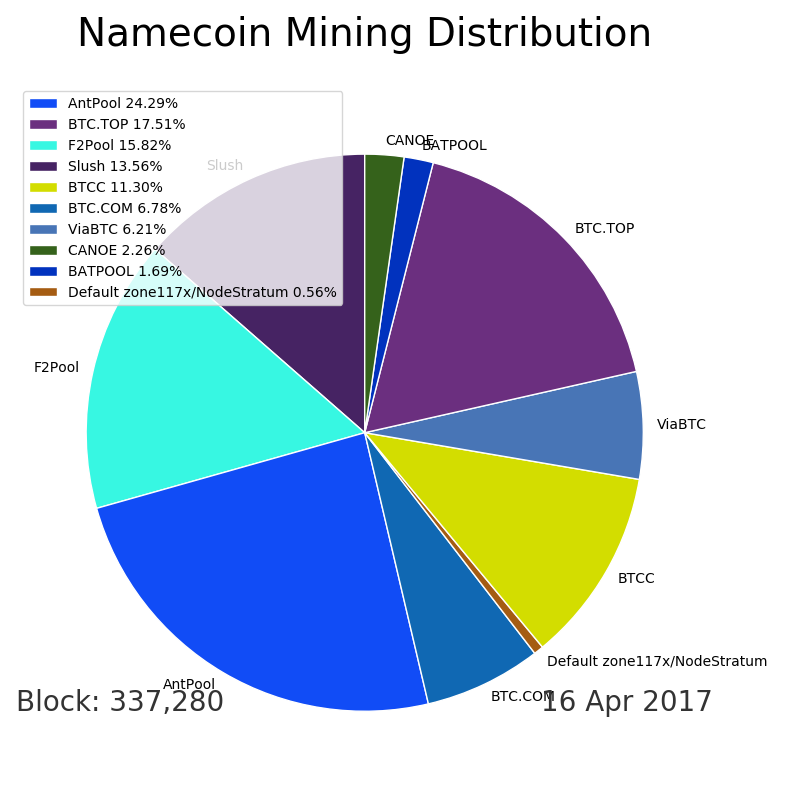 Namecoin Mining Distribution
AntPool 24.29%
BTC.TOP 17.51%
F2Pool 15.82%
Slush 13.56%
BTCC 11.30%
BTC.COM 6.78%
ViaBTC 6.21%
CANOE 2.26%
BATPOOL 1.69%
Default zone117x/NodeStratum 0.56%
CANOE
BATPOOL
Slush
BTC.TOP
F2Pool
ViaBTC
BTCC
Default zone117x/NodeStratum
AntPool
BTC.COM
Block: 337,280
16 Apr 2017